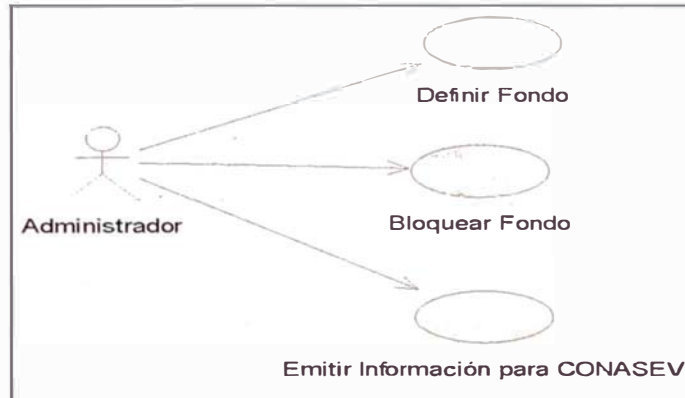 Definir Fondo
Administrador
Bloquear Fondo
Emitir Información para CONASEV